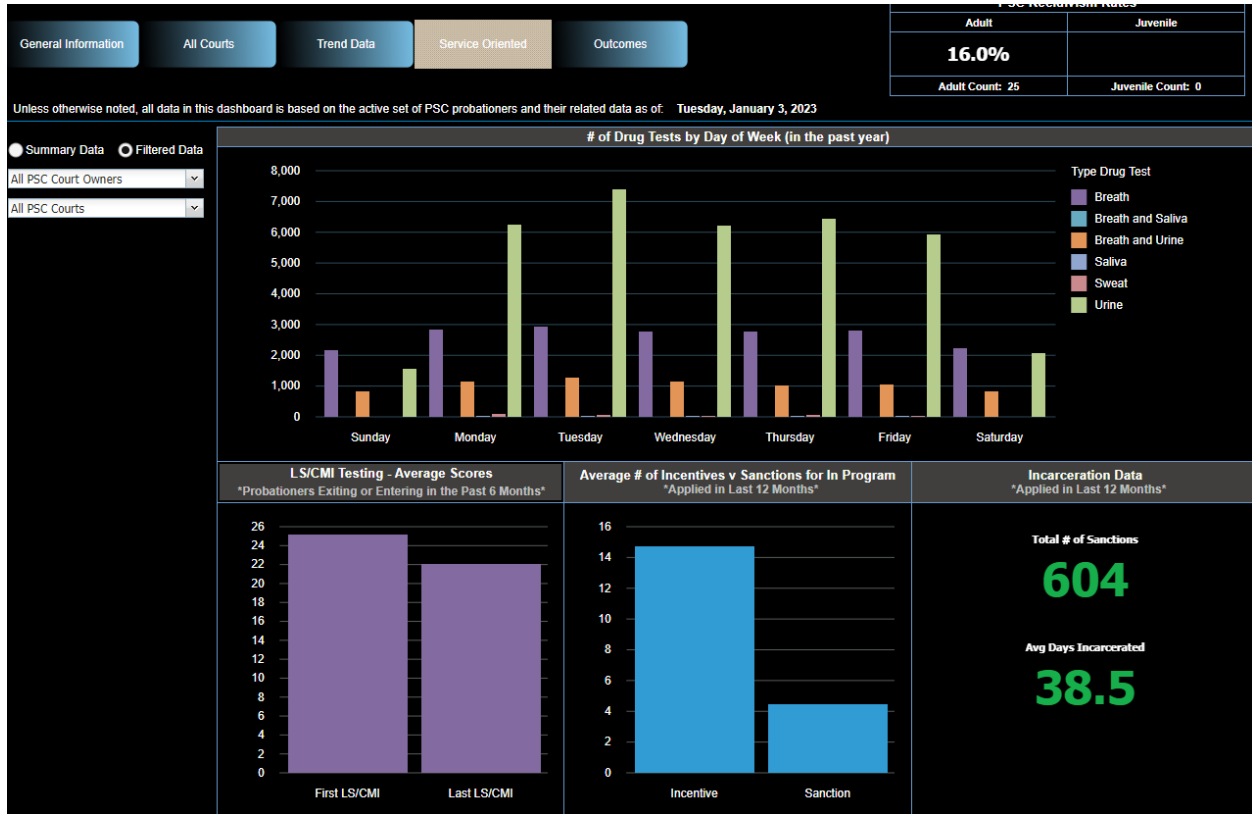 PSC Recidivism Rates
General Information
All Courts
Trend Data
Service Oriented
Outcomes
Adult
Juvenile
16.0%
Adult Count: 25
Juvenile Count: 0
Unless otherwise noted, all data in this dashboard is based on the active set of PSC probationers and their related data as of: Tuesday, January 3, 2023
Summary Data
Filtered Data
All PSC Court Owners
All PSC Courts
# of Drug Tests by Day of Week (in the past year)
8,000
7,000
6,000
5,000
4,000
3,000
2,000
1,000
0
Sunday
Monday
Tuesday
Wednesday
Thursday
Friday
Saturday
Type Drug Test
Breath
Breath and Saliva
Breath and Urine
Saliva
Sweat
Urine
LS/CMI Testing - Average Scores
*Probationers Exiting or Entering in the Past 6 Months*
26
24
22
20
18
16
14
12
10
8
6
4
2
0
First LS/CMI
Last LS/CMI
Average # of Incentives v Sanctions for In Program
*Applied in Last 12 Months*
16
14
12
10
8
6
4
2
0
Incentive
Sanction
Incarceration Data
*Applied in Last 12 Months*
Total # of Sanctions
604
Avg Days Incarcerated
38.5